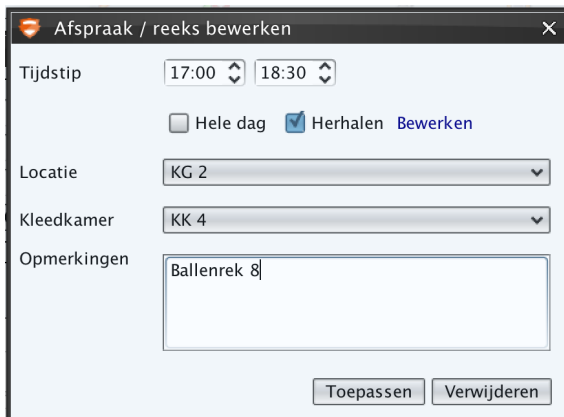 Afspraak / reeks bewerken
Tijdstip 17:00 18:30
Hele dag Herhalen Bewerken
Locatie KG 2
Kleedkamer KK 4
Opmerkingen Ballenrek 8
Toepassen Verwijderen